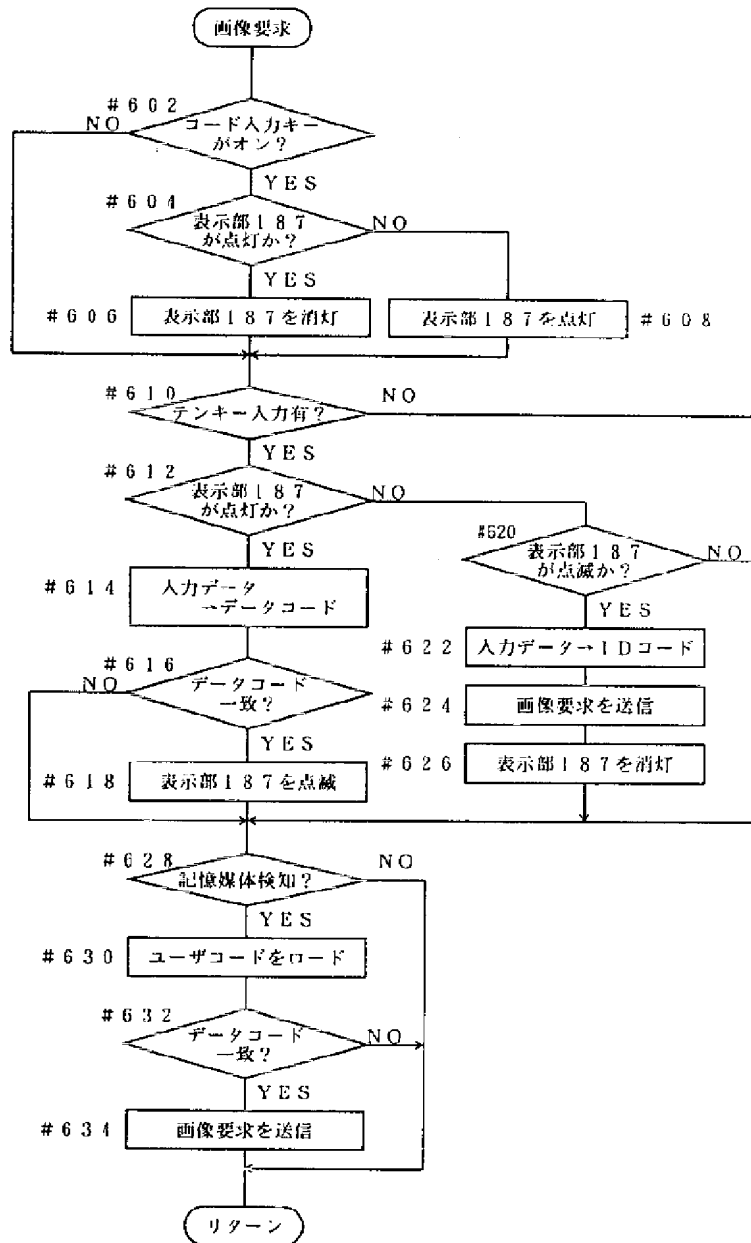 画像要求
#602
コード入力キー
がオン?
NO
YES
#604
表示部187
が点灯か?
NO
YES
#606
表示部187を消灯
表示部187を点灯
#608
#610
テンキー入力有?
NO
YES
#612
表示部187
が点灯か?
NO
YES
#620
表示部187
が点滅か?
NO
YES
#614
入力データ
→データコード
#622
入力データ→IDコード
#616
データコード
一致?
NO
YES
#624
画像要求を送信
#618
表示部187を点滅
#626
表示部187を消灯
#628
記憶媒体検知?
NO
YES
#630
ユーザコードをロード
#632
データコード
一致?
NO
YES
#634
画像要求を送信
リターン